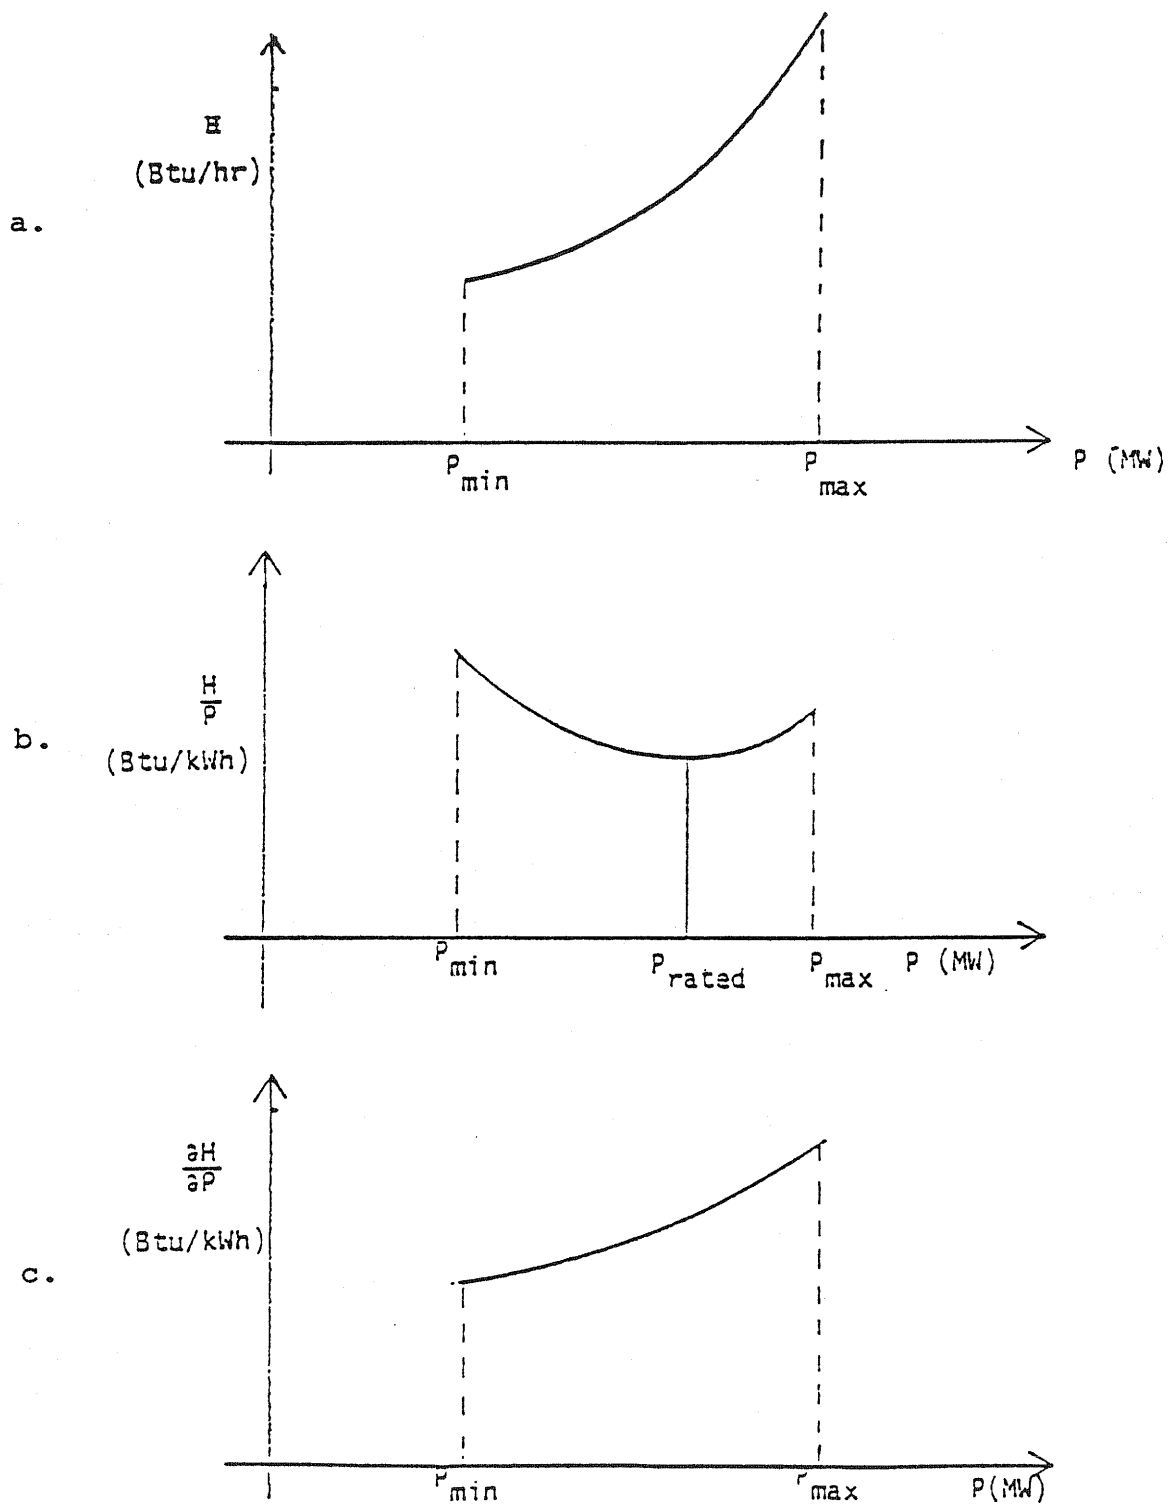 H
(Btu/hr)
a.
P min
P max
P (MW)
H
P
(Btu/kWh)
b.
P min
P rated
P max
P (MW)
∂H
∂P
(Btu/kWh)
c.
P min
P max
P(MW)